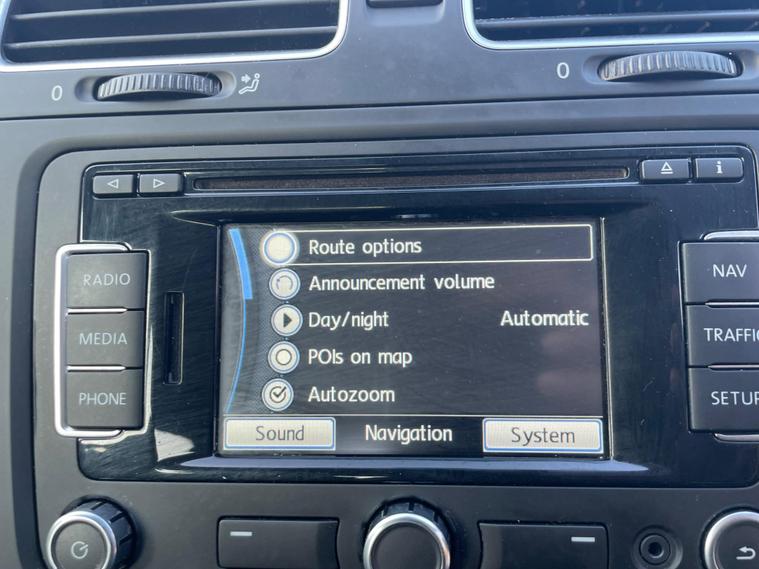 0
0
i
RADIO
MEDIA
PHONE
Route options
Announcement volume
Day/night Automatic
POIs on map
Autozoom
Sound Navigation System
NAV
TRAFFIC
SETUP